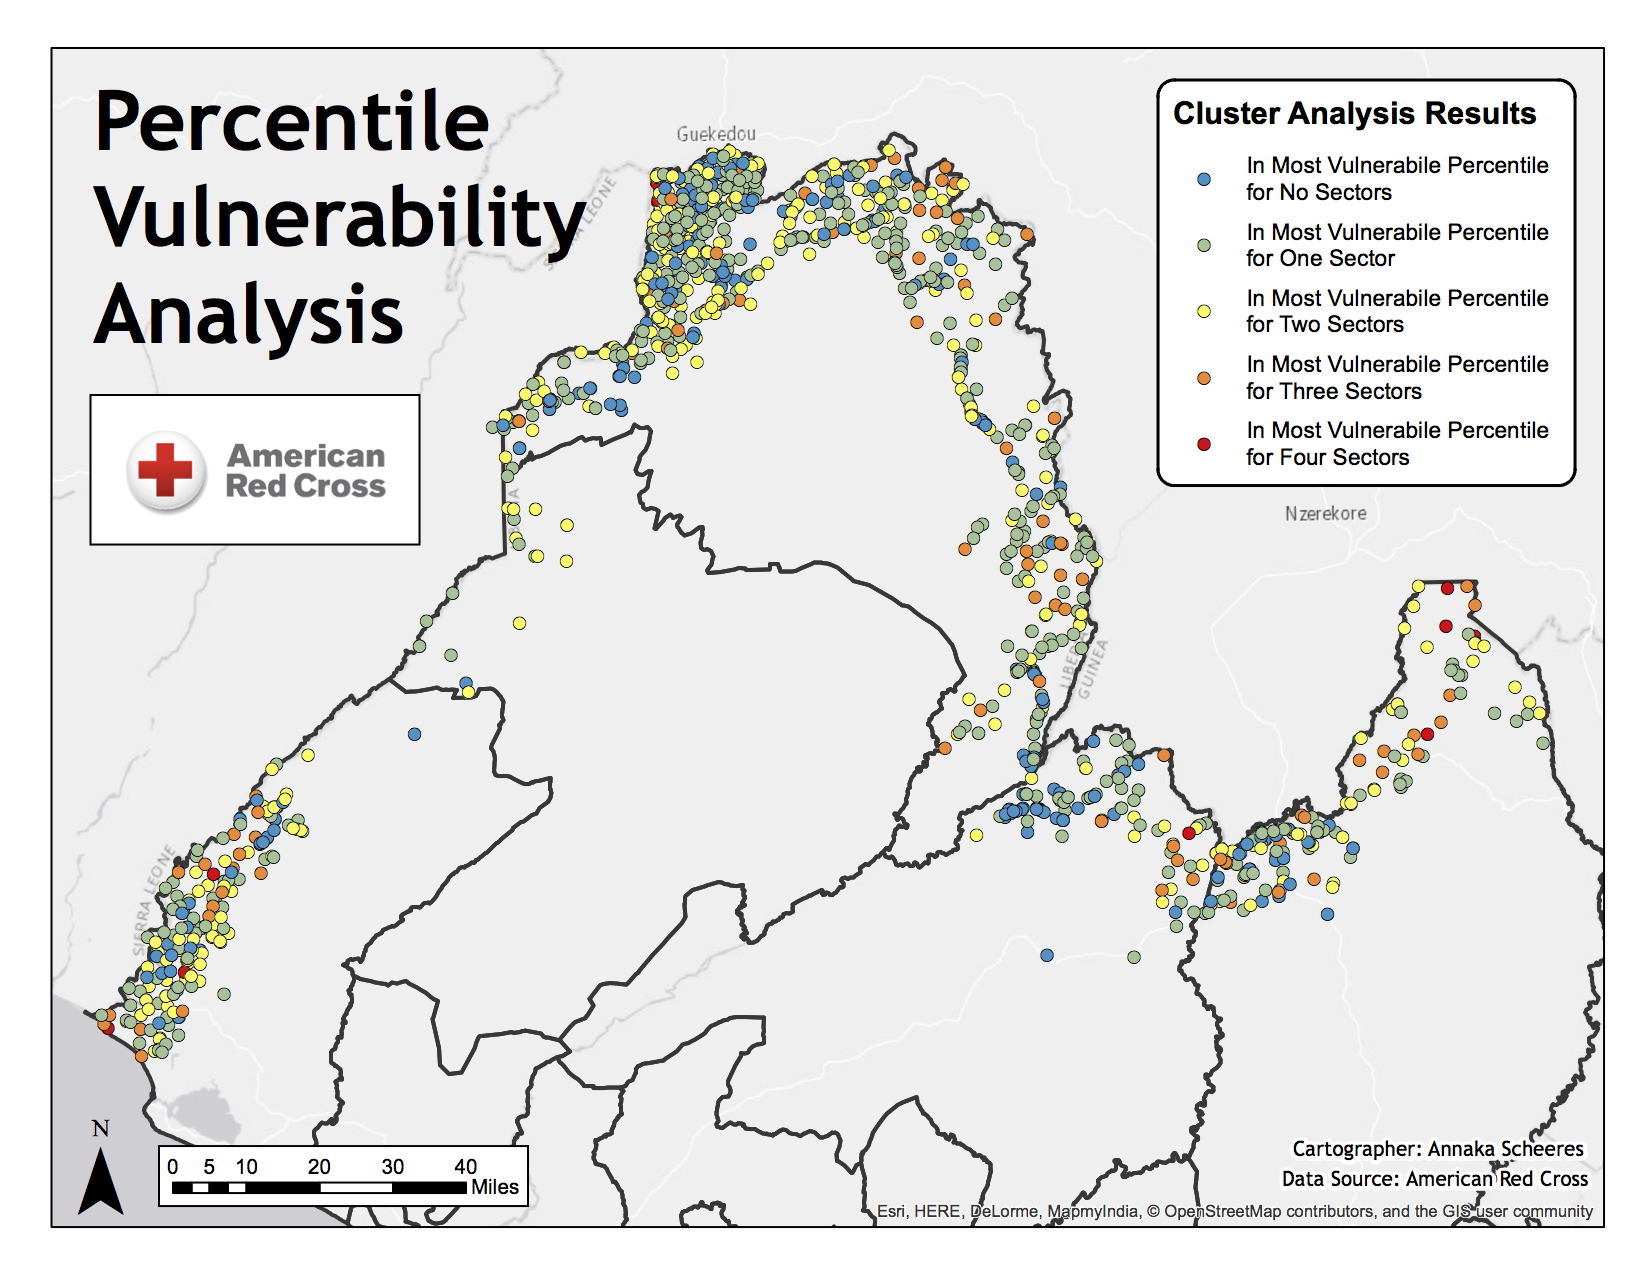 Percentile
Vulnerability
Analysis
American
Red Cross
Cluster Analysis Results
In Most Vulnerabile Percentile
for No Sectors
In Most Vulnerabile Percentile
for One Sector
In Most Vulnerabile Percentile
for Two Sectors
In Most Vulnerabile Percentile
for Three Sectors
In Most Vulnerabile Percentile
for Four Sectors
Guekedou
LEONE
Nzerekore
GUINEA
SIERRA LEONE
N
0 5 10 20 30 40
Miles
Cartographer: Annaka Scheeres
Data Source: American Red Cross
Esri, HERE, DeLorme, MapmyIndia, © OpenStreetMap contributors, and the GIS user community